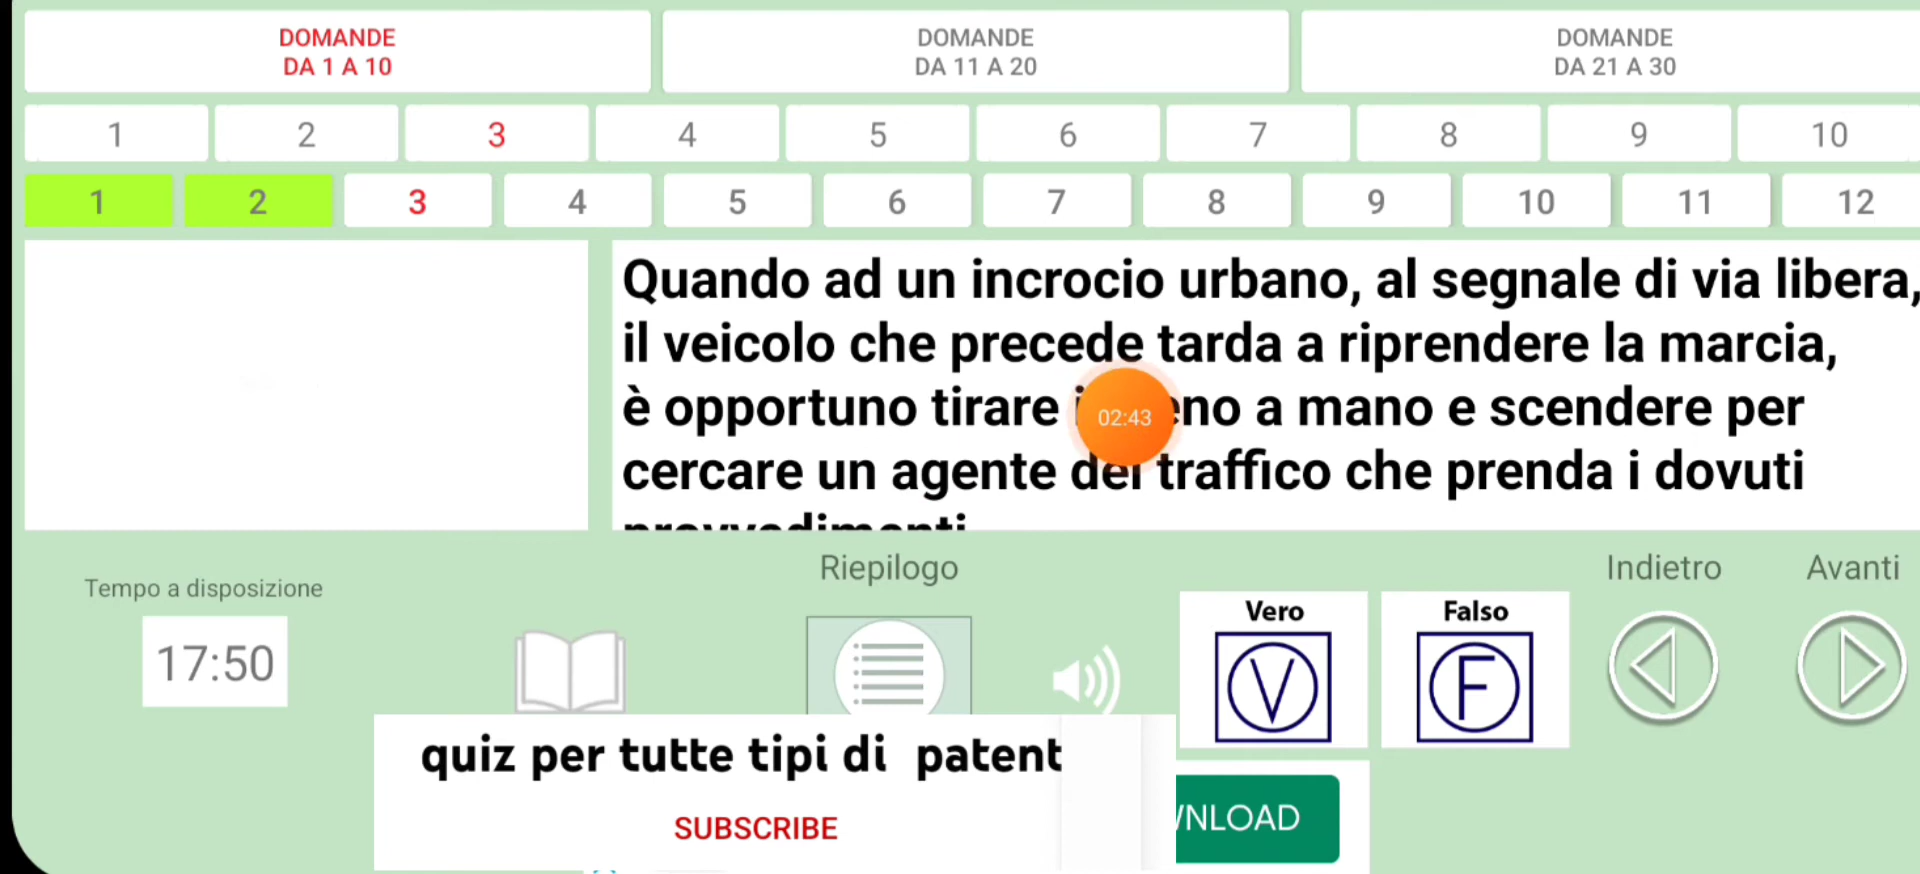 DOMANDE
DA 1 A 10
DOMANDE
DA 11 A 20
DOMANDE
DA 21 A 30
1 2 3 4 5 6 7 8 9 10
1 2 3 4 5 6 7 8 9 10 11 12
Quando ad un incrocio urbano, al segnale di via libera,
il veicolo che precede tarda a riprendere la marcia,
è opportuno tirare a mano e scendere per
02:43
cercare un agente del traffico che prenda i dovuti
provvedimenti
Tempo a disposizione
17:50
Riepilogo
Vero
V
Falso
F
Indietro
Avanti
quiz per tutte tipi di patent
SUBSCRIBE
WNLOAD